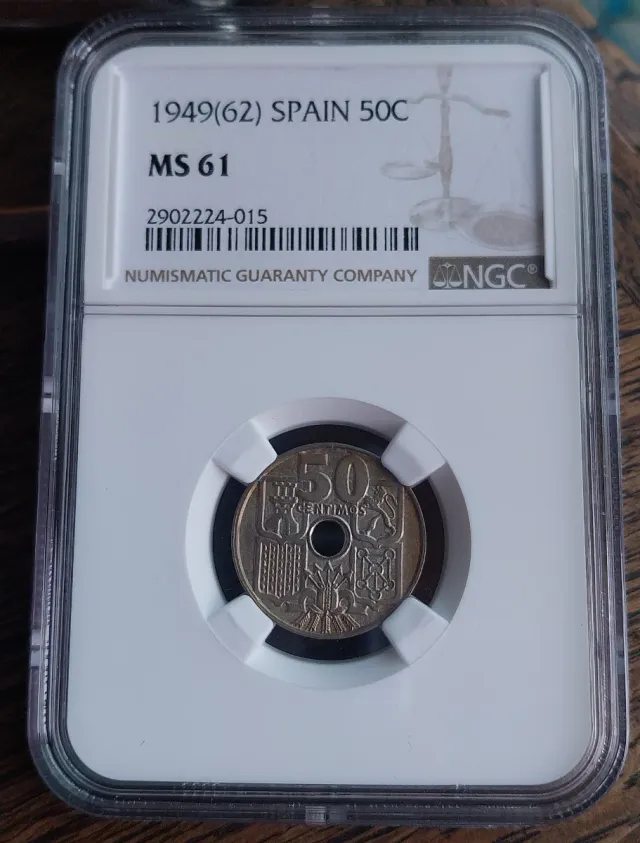 1949(62) SPAIN 50C
MS 61
2902224-015
NUMISMATIC GUARANTY COMPANY
NGC®
50
CENTIMOS